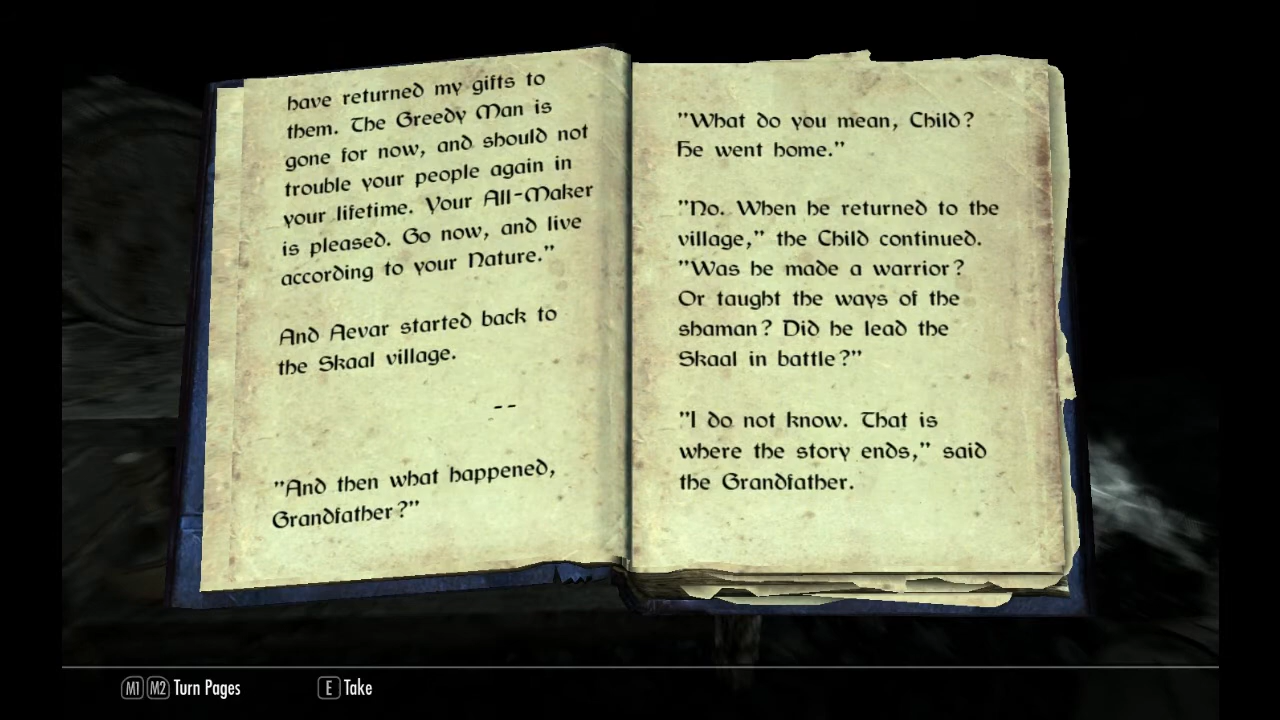 have returned my gifts to
them. The Greedy Man is
gone for now, and should not
trouble your people again in
your lifetime. Your All-Maker
is pleased. Go now, and live
according to your Nature."
And Aevar started back to
the Skaal village.
--
"And then what happened,
Grandfather?"
"What do you mean, Child?
He went home."
"No. When he returned to the
village," the Child continued.
"Was he made a warrior?
Or taught the ways of the
shaman? Did he lead the
Skaal in battle?"
"I do not know. That is
where the story ends," said
the Grandfather.
M1 M2 Turn Pages E Take